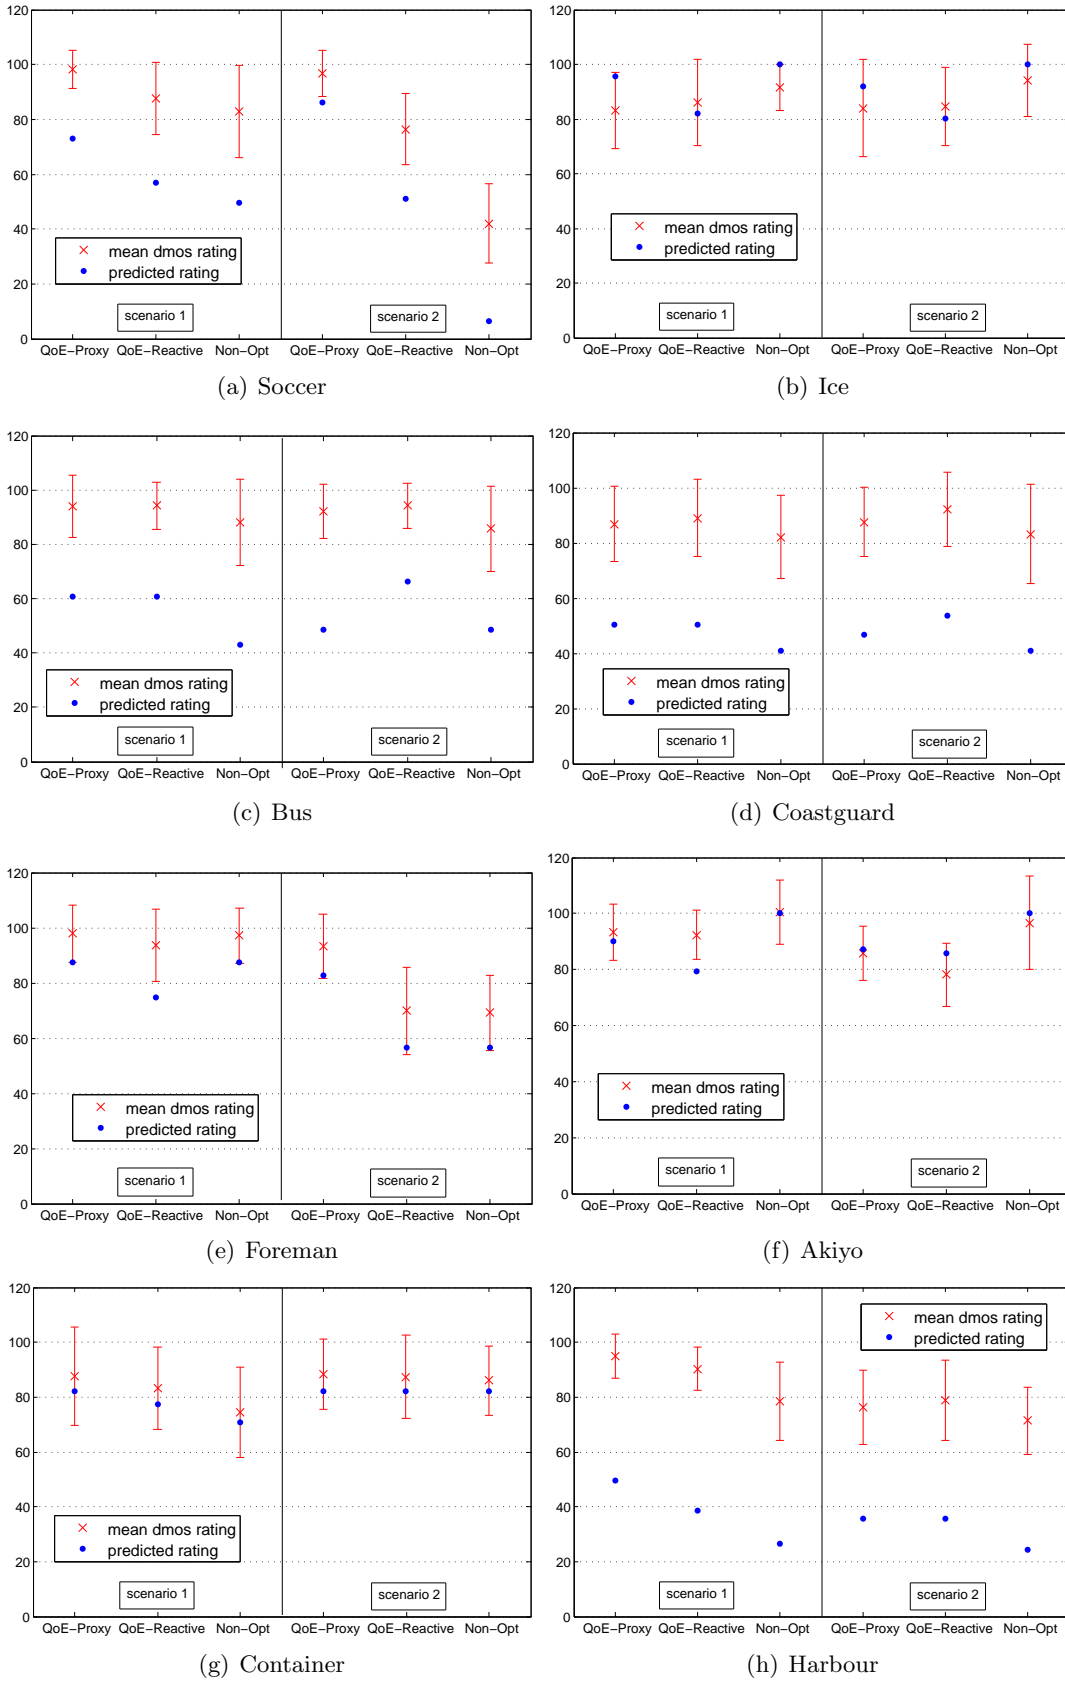 120
100
80
60
40
20
0
mean dmos rating
predicted rating
scenario 1
scenario 2
QoE−Proxy QoE−Reactive Non−Opt QoE−Proxy QoE−Reactive Non−Opt
(a) Soccer
120
100
80
60
40
20
0
mean dmos rating
predicted rating
scenario 1
scenario 2
QoE−Proxy QoE−Reactive Non−Opt QoE−Proxy QoE−Reactive Non−Opt
(b) Ice
120
100
80
60
40
20
0
mean dmos rating
predicted rating
scenario 1
scenario 2
QoE−Proxy QoE−Reactive Non−Opt QoE−Proxy QoE−Reactive Non−Opt
(c) Bus
120
100
80
60
40
20
0
mean dmos rating
predicted rating
scenario 1
scenario 2
QoE−Proxy QoE−Reactive Non−Opt QoE−Proxy QoE−Reactive Non−Opt
(d) Coastguard
120
100
80
60
40
20
0
mean dmos rating
predicted rating
scenario 1
scenario 2
QoE−Proxy QoE−Reactive Non−Opt QoE−Proxy QoE−Reactive Non−Opt
(e) Foreman
120
100
80
60
40
20
0
mean dmos rating
predicted rating
scenario 1
scenario 2
QoE−Proxy QoE−Reactive Non−Opt QoE−Proxy QoE−Reactive Non−Opt
(f) Akiyo
120
100
80
60
40
20
0
mean dmos rating
predicted rating
scenario 1
scenario 2
QoE−Proxy QoE−Reactive Non−Opt QoE−Proxy QoE−Reactive Non−Opt
(g) Container
120
100
80
60
40
20
0
mean dmos rating
predicted rating
scenario 1
scenario 2
QoE−Proxy QoE−Reactive Non−Opt QoE−Proxy QoE−Reactive Non−Opt
(h) Harbour